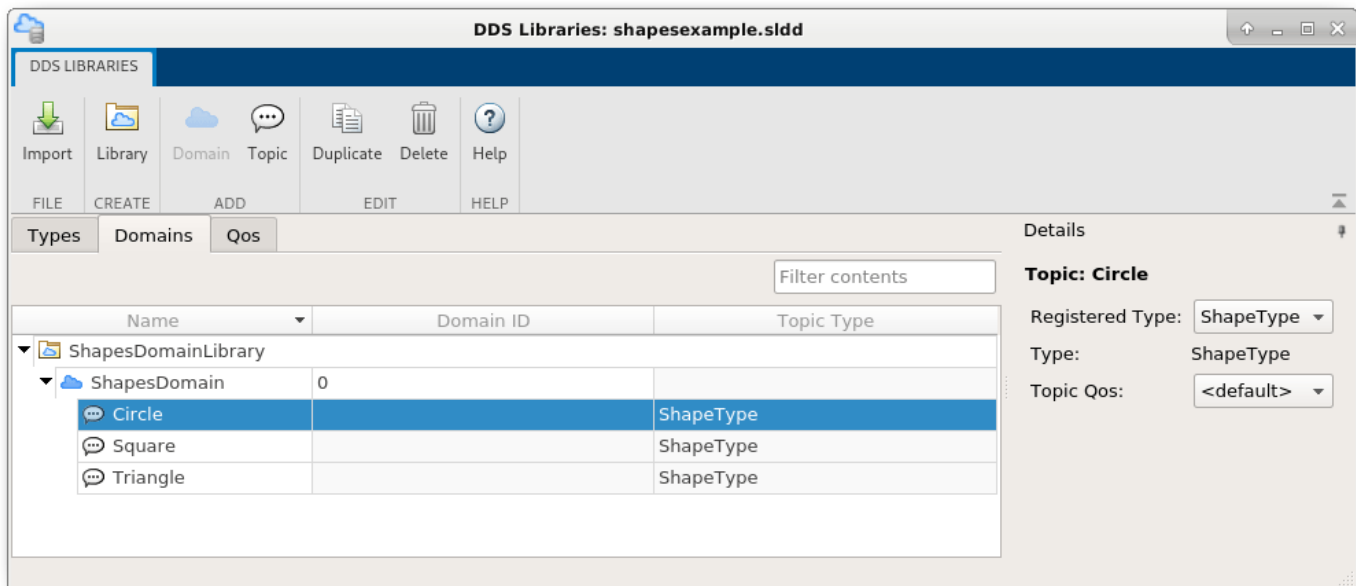 DDS Libraries: shapesexample.sldd
DDS LIBRARIES
Import Library Domain Topic Duplicate Delete Help
FILE CREATE ADD EDIT HELP
Types Domains Qos
Filter contents
Name Domain ID Topic Type
ShapesDomainLibrary
ShapesDomain 0
Circle ShapeType
Square ShapeType
Triangle ShapeType
Details
Topic: Circle
Registered Type: ShapeType
Type: ShapeType
Topic Qos: <default>